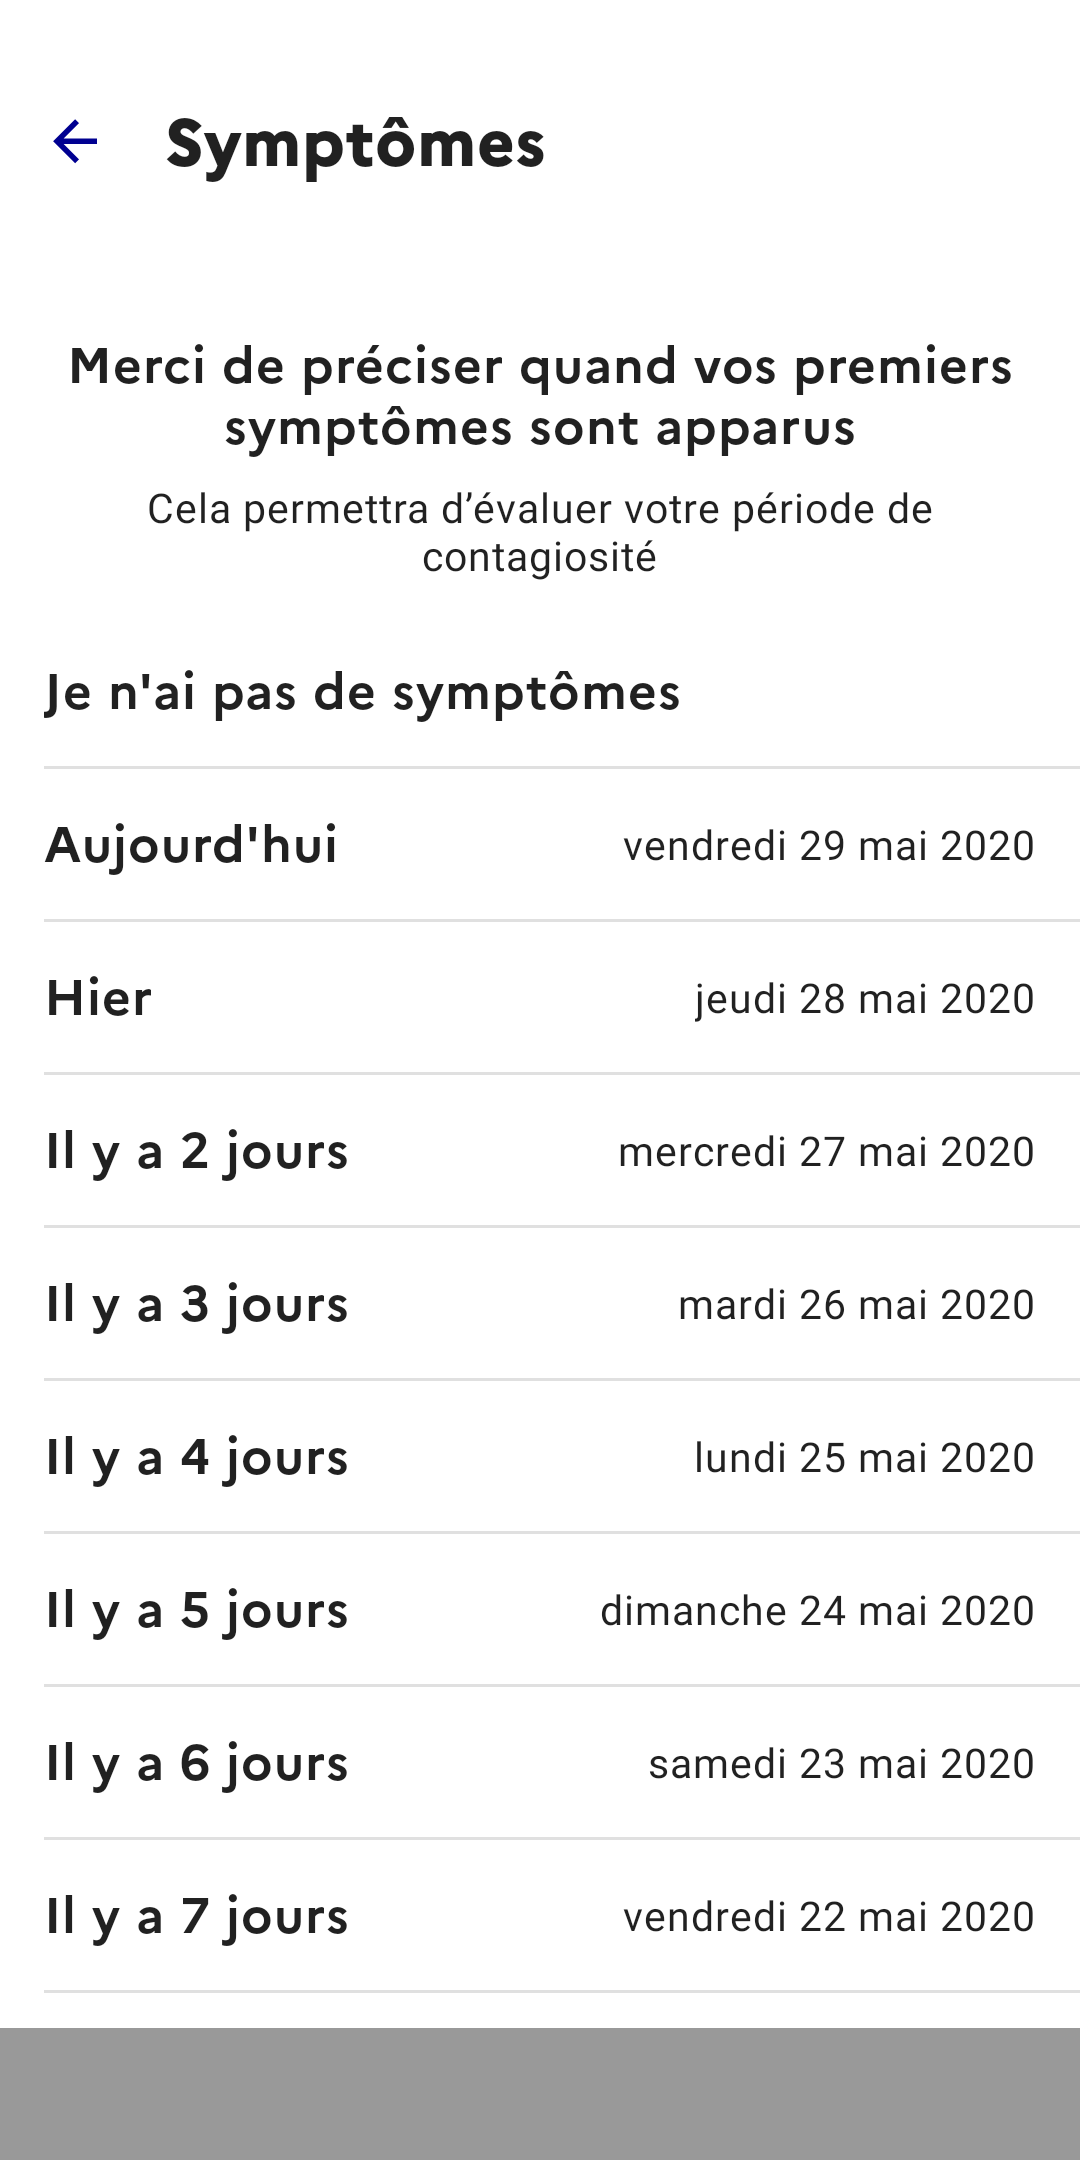 Symptômes
Merci de préciser quand vos premiers
symptômes sont apparus
Cela permettra d’évaluer votre période de
contagiosité
Je n'ai pas de symptômes
Aujourd'hui vendredi 29 mai 2020
Hier jeudi 28 mai 2020
Il y a 2 jours mercredi 27 mai 2020
Il y a 3 jours mardi 26 mai 2020
Il y a 4 jours lundi 25 mai 2020
Il y a 5 jours dimanche 24 mai 2020
Il y a 6 jours samedi 23 mai 2020
Il y a 7 jours vendredi 22 mai 2020